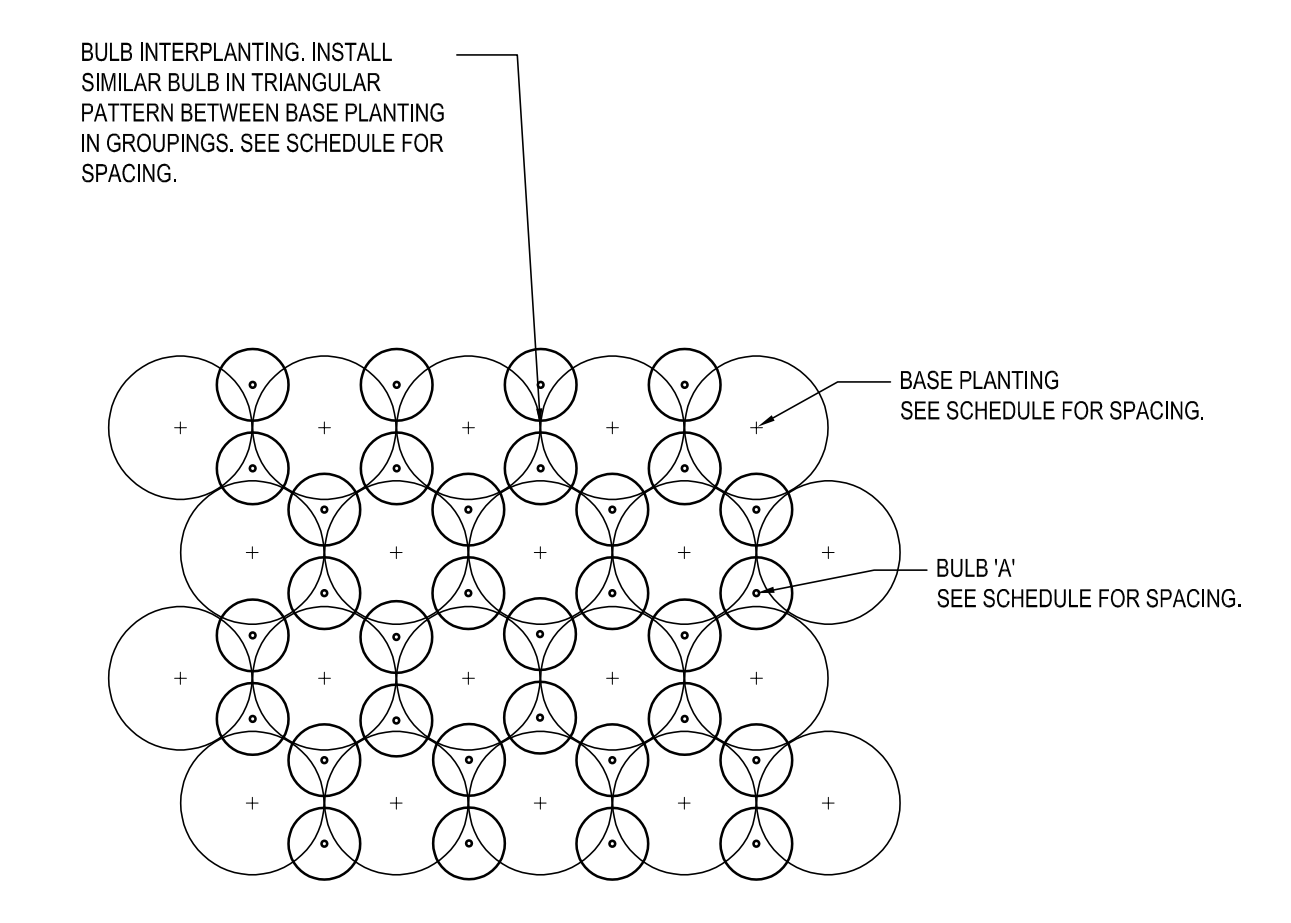 BULB INTERPLANTING. INSTALL
SIMILAR BULB IN TRIANGULAR
PATTERN BETWEEN BASE PLANTING
IN GROUPINGS. SEE SCHEDULE FOR
SPACING.
BASE PLANTING
SEE SCHEDULE FOR SPACING.
BULB 'A'
SEE SCHEDULE FOR SPACING.